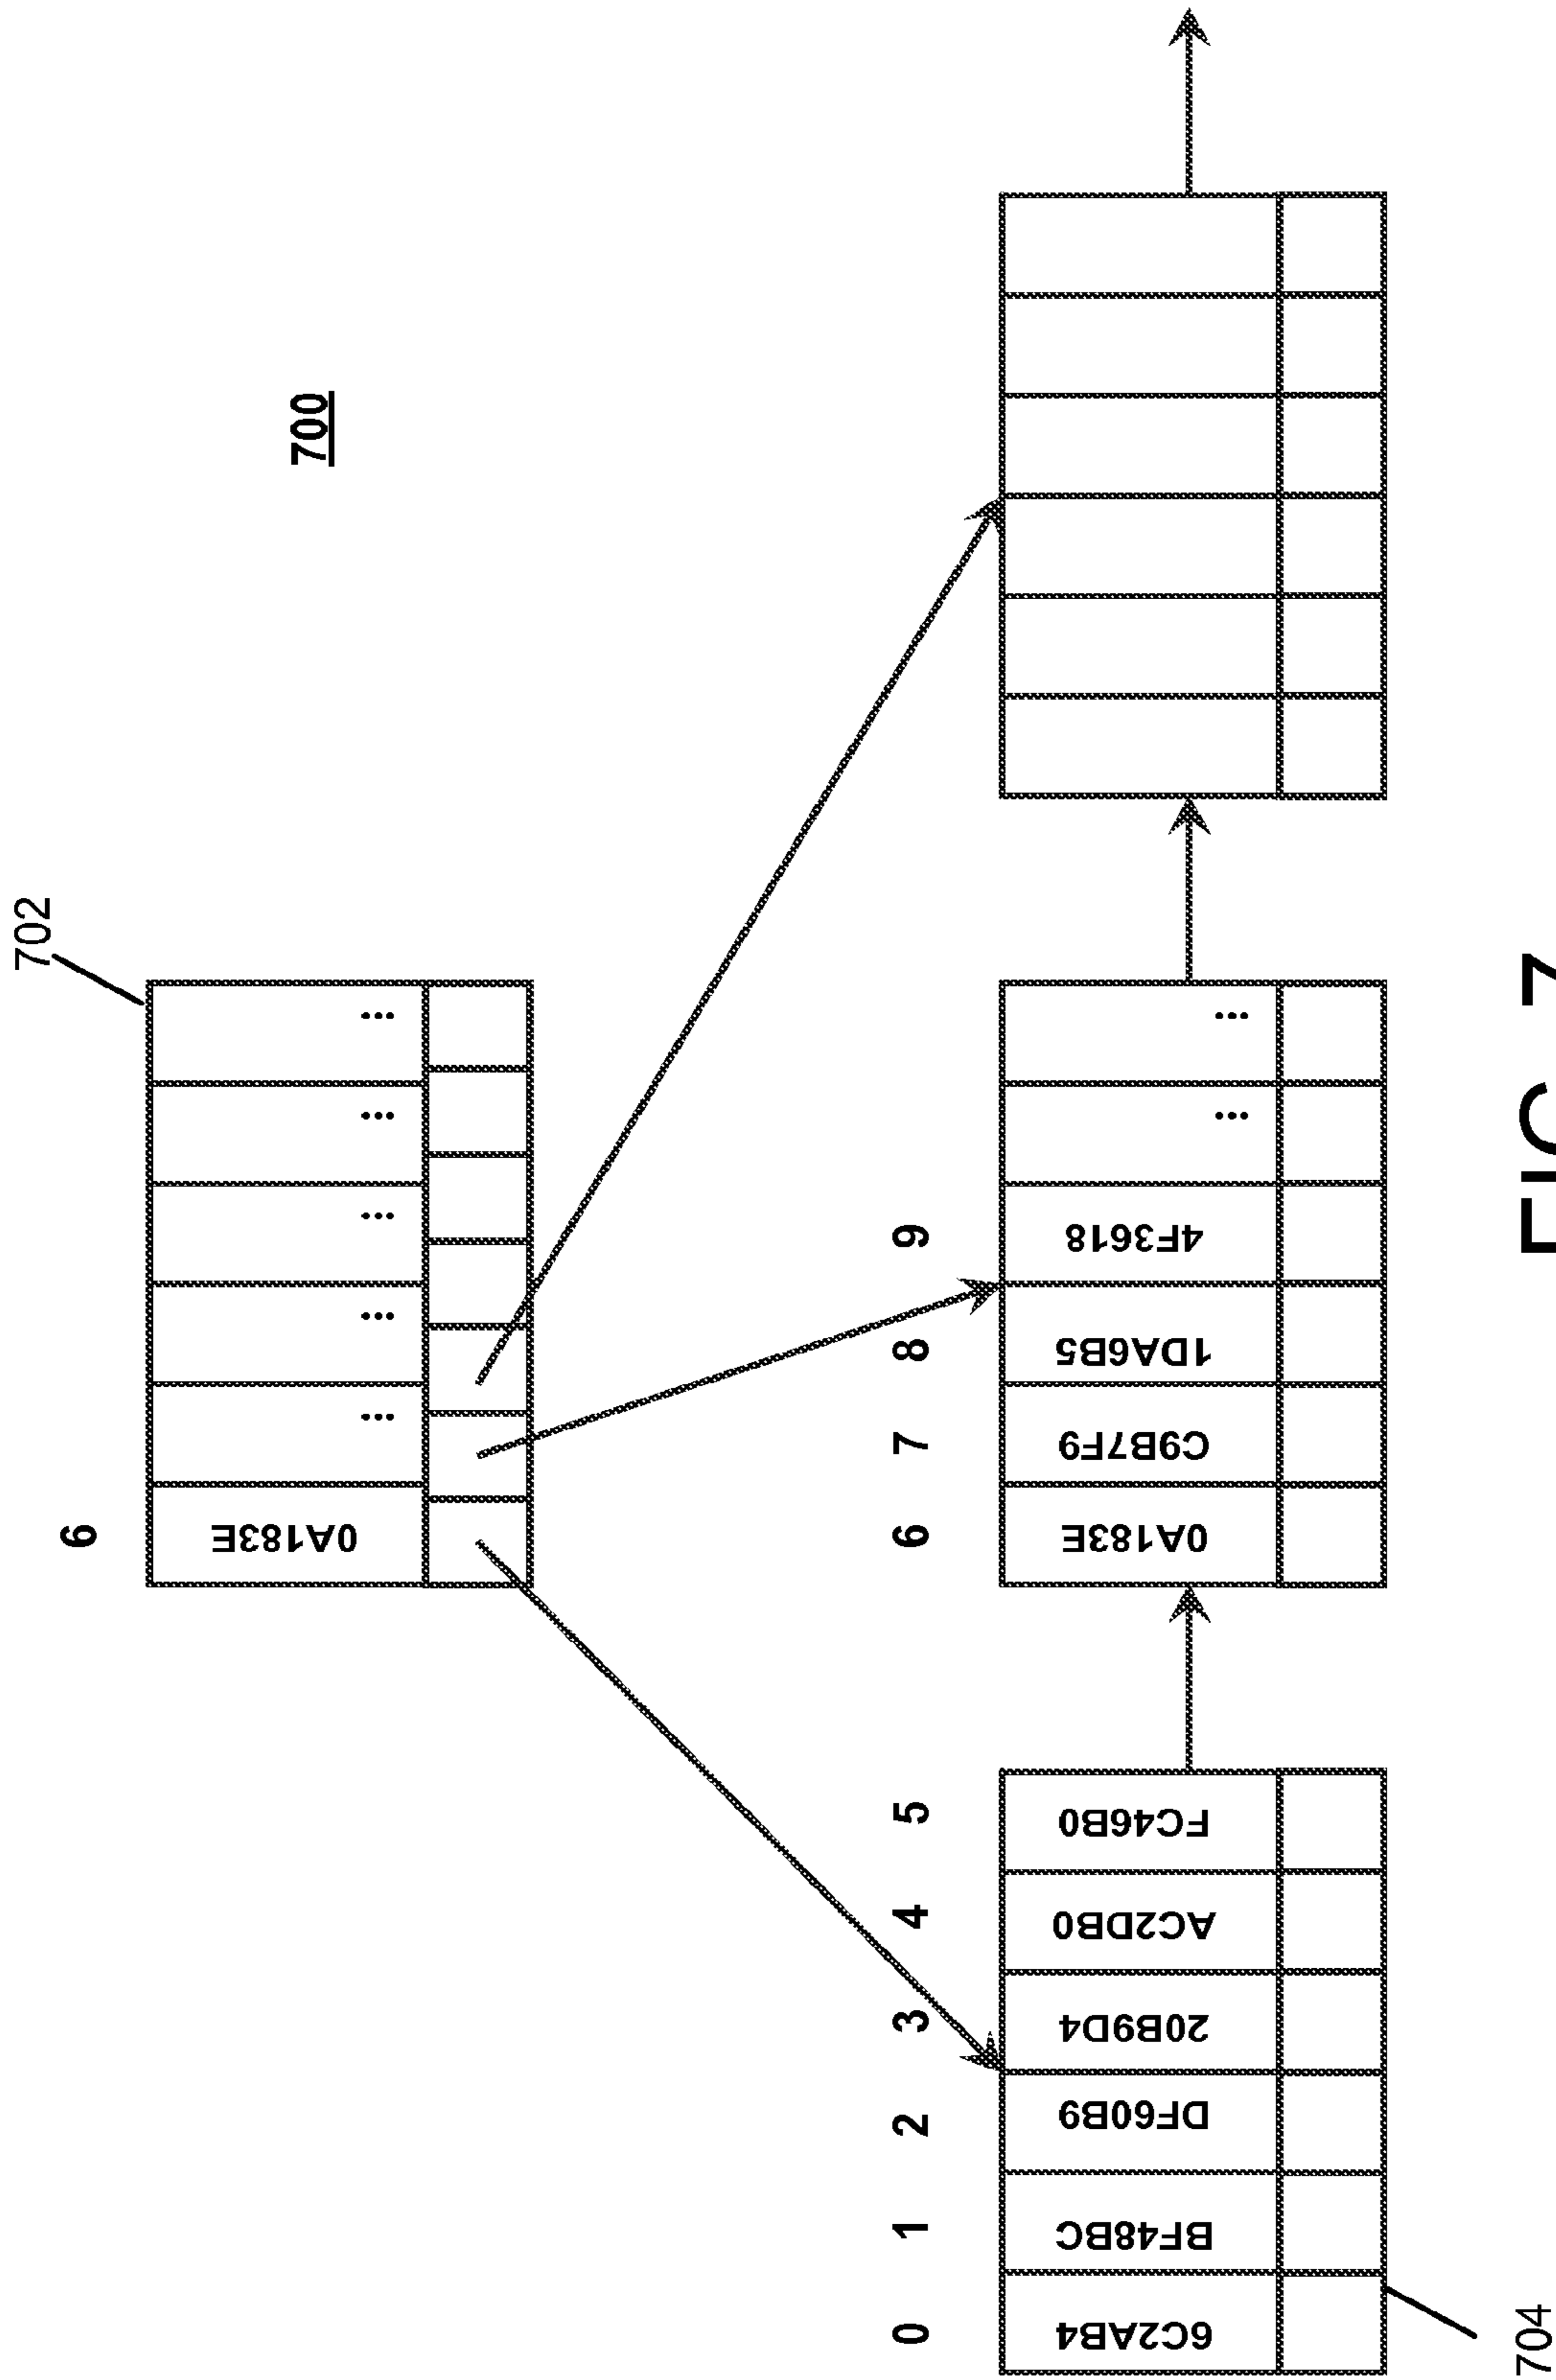 702
6
0A183E ... ... ... ... ...
700
0 1 2 3 4 5 6 7 8 9
6C2AB4 BF48BC DF60B9 20B9D4 AC2DB0 FC46B0 0A183E C9B7F9 1DA6B5 4F3618 ... ...
704
FIG. 7